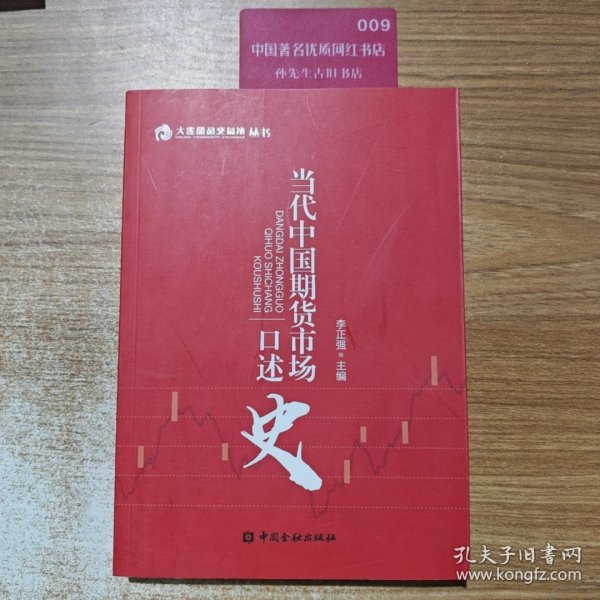 009
中国著名优质网红书店
孙先生古旧书店
大连商品交易所 丛书
DALIAN COMMODITY EXCHANGE
当代中国期货市场
DANGDAI ZHONGGUO
QIHUO SHICHANG
KOUSHUSHI
口述
史
李正强·主编
中国金融出版社
孔夫子旧书网
www.kongfz.com